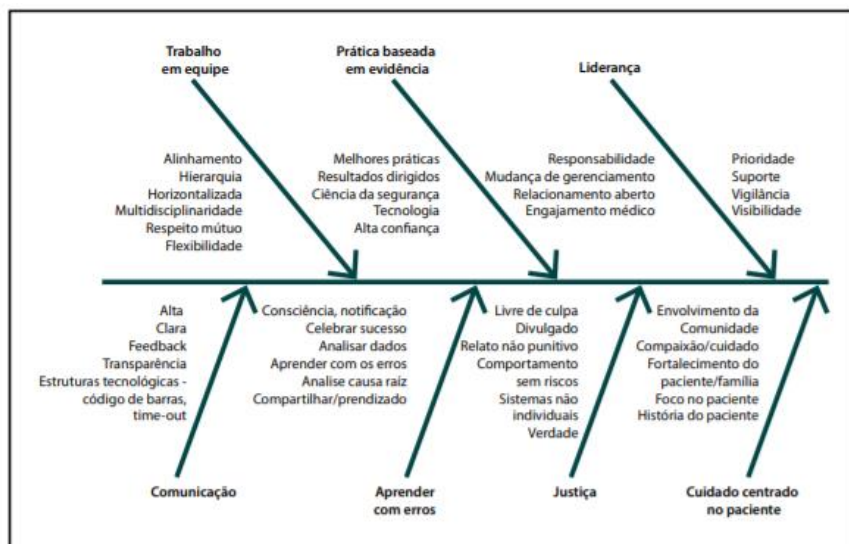 Trabalho
em equipe
Prática baseada
em evidência
Liderança
Alinhamento
Hierarquia
Horizontalizada
Multidisciplinaridade
Respeito mútuo
Flexibilidade
Melhores práticas
Resultados dirigidos
Ciência da segurança
Tecnologia
Alta confiança
Responsabilidade
Mudança de gerenciamento
Relacionamento aberto
Engajamento médico
Prioridade
Suporte
Vigilância
Visibilidade
Alta
Clara
Feedback
Transparência
Estruturas tecnológicas -
código de barras,
time-out
Consciência, notificação
Celebrar sucesso
Analisar dados
Aprender com os erros
Analise causa raíz
Compartilhar/prendizado
Livre de culpa
Divulgado
Relato não punitivo
Comportamento
sem riscos
Sistemas não
individuais
Verdade
Envolvimento da
Comunidade
Compaixão/cuidado
Fortalecimento do
paciente/família
Foco no paciente
História do paciente
Comunicação
Aprender
com erros
Justiça
Cuidado centrado
no paciente